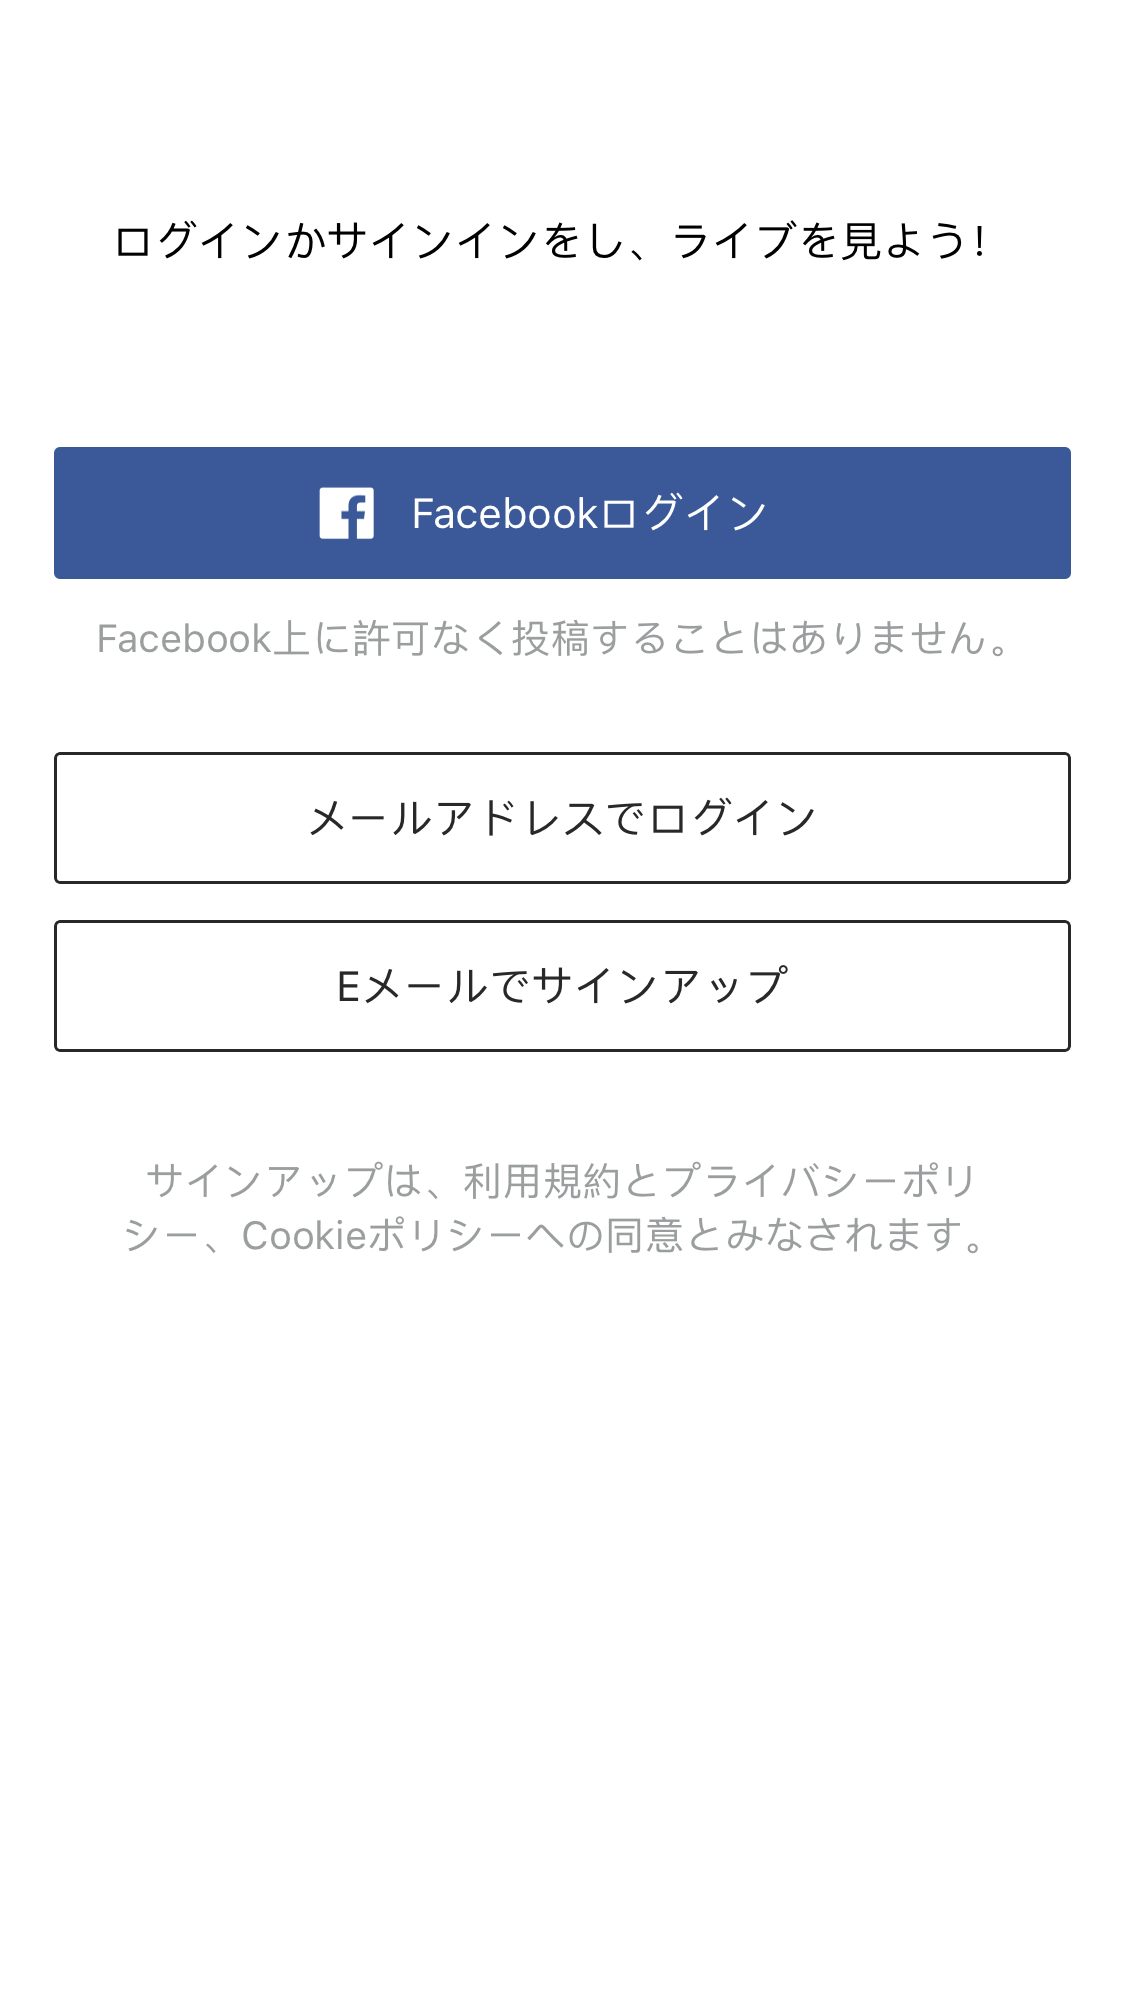 ログインかサインインをし、ライブを見よう!
Facebookログイン
Facebook上に許可なく投稿することはありません。
メールアドレスでログイン
Eメールでサインアップ
サインアップは、利用規約とプライバシーポリ
シー、Cookieポリシーへの同意とみなされます。